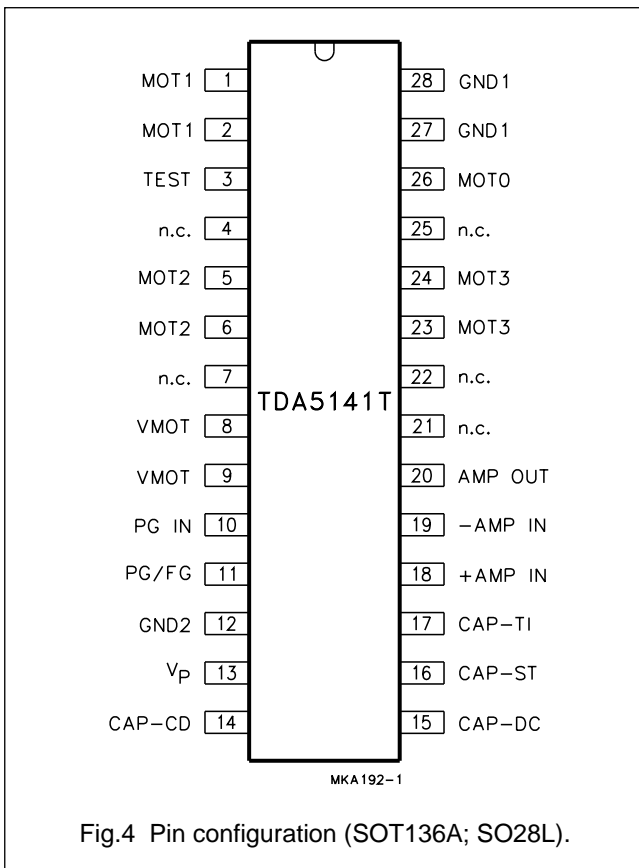 MOT1 1 28 GND1
MOT1 2 27 GND1
TEST 3 26 MOT0
n.c. 4 25 n.c.
MOT2 5 24 MOT3
MOT2 6 23 MOT3
n.c. 7 22 n.c.
TDA5141T
VMOT 8 21 n.c.
VMOT 9 20 AMP OUT
PG IN 10 19 -AMP IN
PG/FG 11 18 +AMP IN
GND2 12 17 CAP-TI
VP 13 16 CAP-ST
CAP-CD 14 15 CAP-DC
MKA192-1
Fig.4 Pin configuration (SOT136A; SO28L).